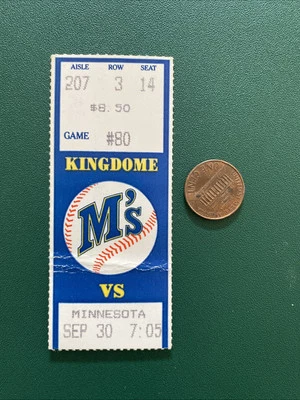 AISLE ROW SEAT
207 3 14
$8.50
GAME #80
KINGDOME
M's
VS
MINNESOTA
SEP 30 7:05